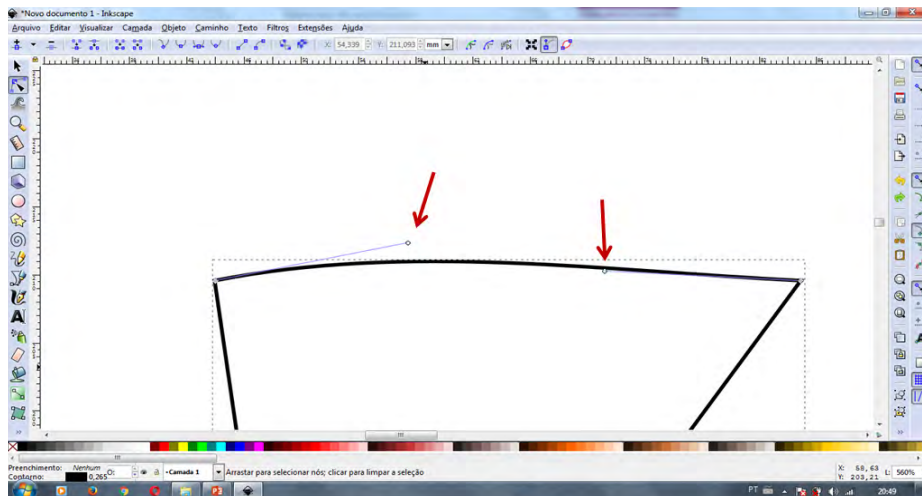 *Novo documento 1 - Inkscape
Arquivo Editar Visualizar Camada Objeto Caminho Texto Filtros Extensões Ajuda
X: 54,339 Y: 211,093 mm
Preenchimento: Nenhum
Contorno: 0,265 O:
-Camada 1
Arrastar para selecionar nós; clicar para limpar a seleção
X: 58,63
Y: 203,21
L: 560%
PT
20:49